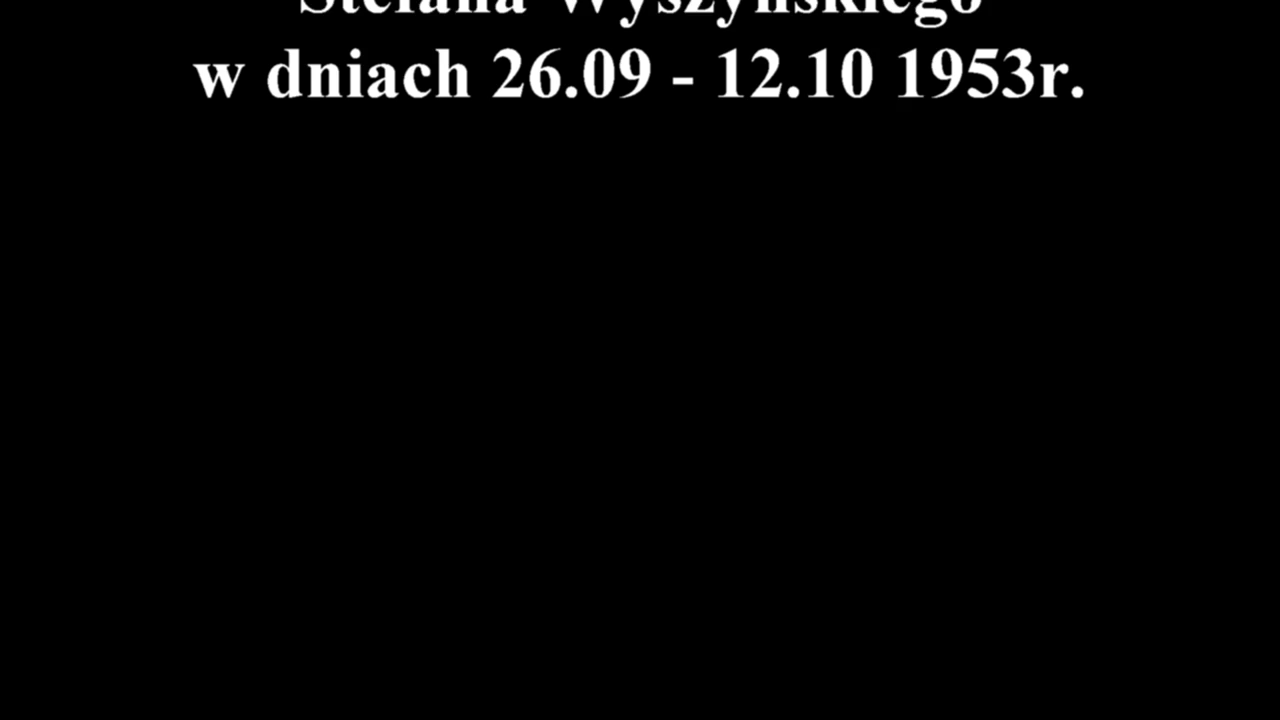 Stefana Wyszyńskiego
w dniach 26.09 - 12.10 1953r.